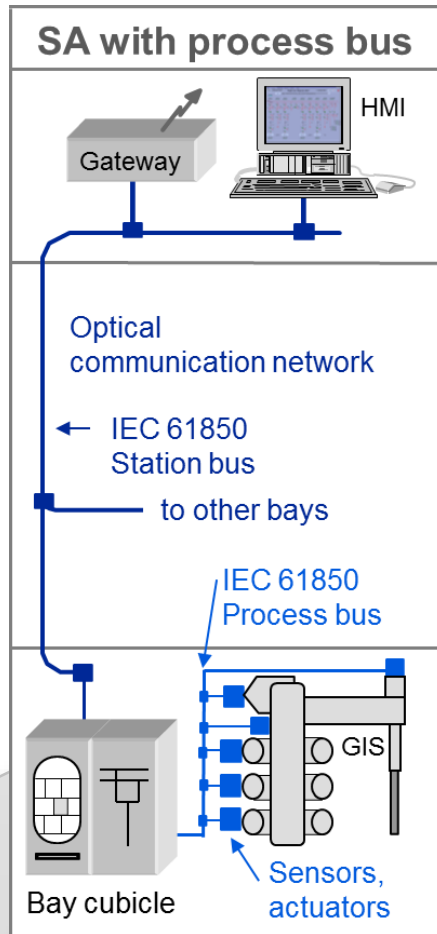 SA with process bus
HMI
Gateway
Optical
communication network
IEC 61850
Station bus
to other bays
IEC 61850
Process bus
GIS
Bay cubicle
Sensors,
actuators